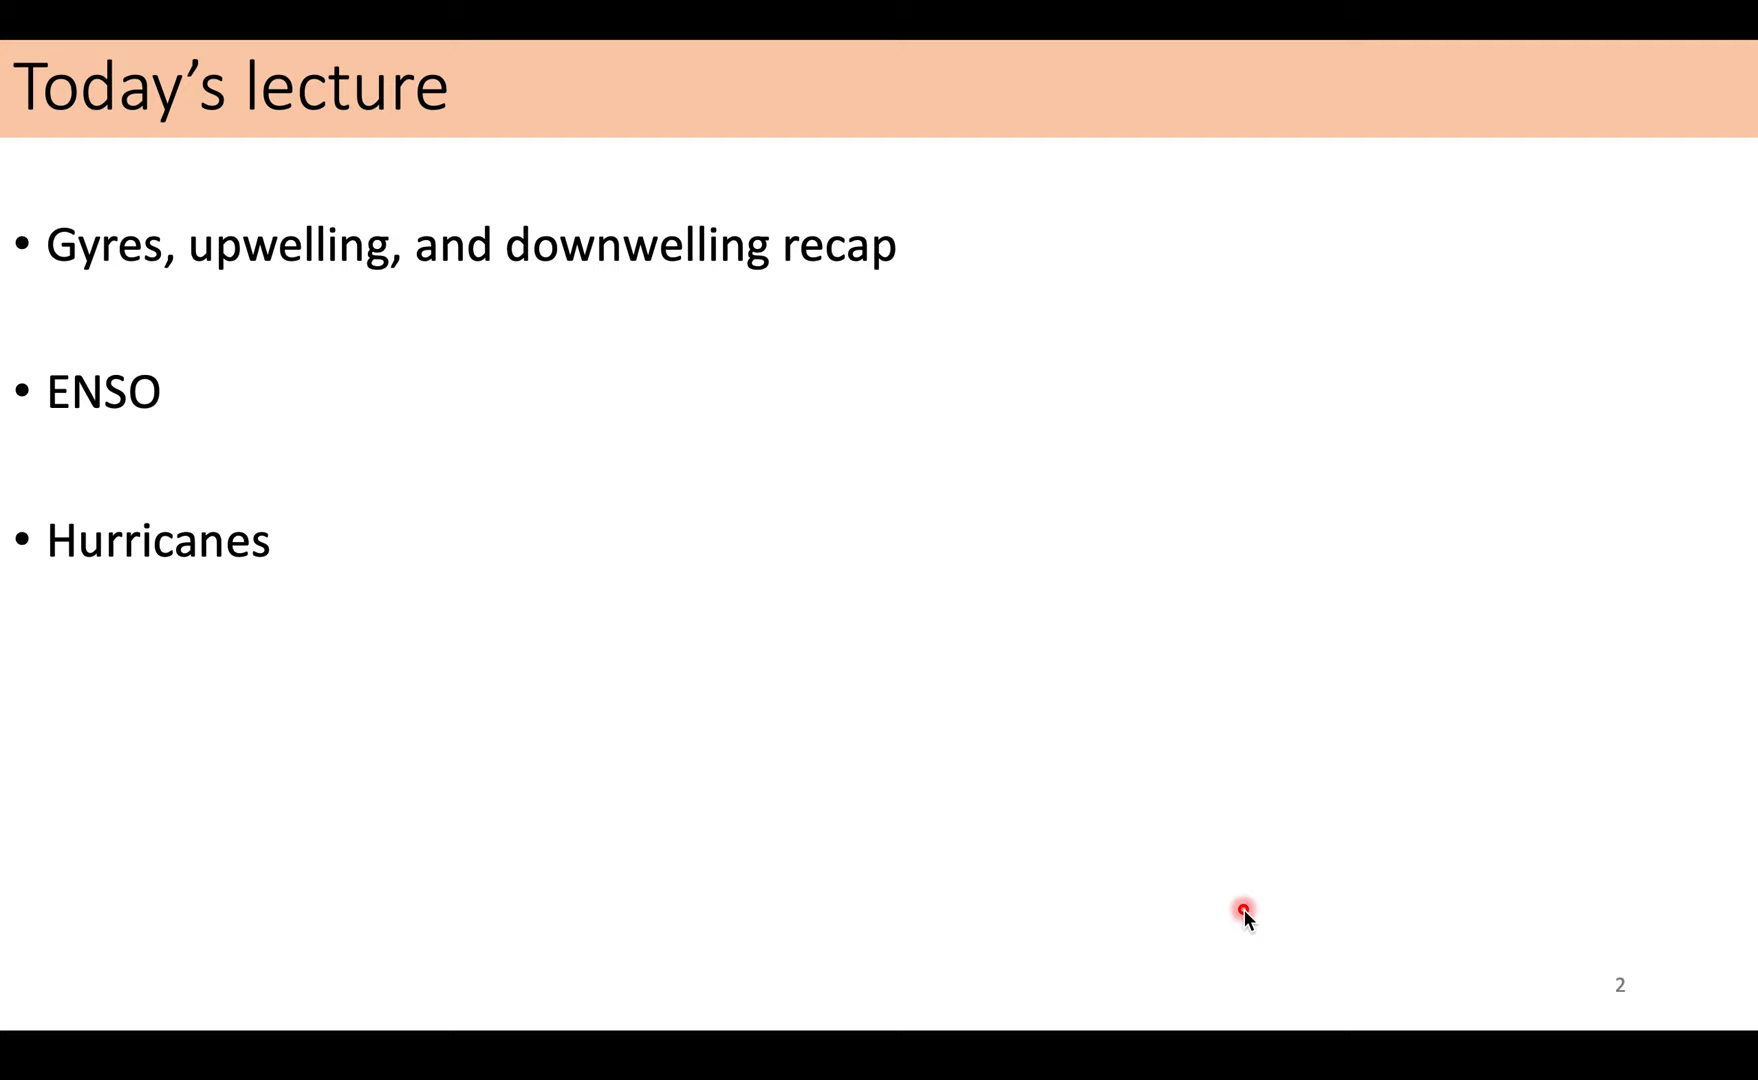 Today’s lecture
• Gyres, upwelling, and downwelling recap
• ENSO
• Hurricanes
2